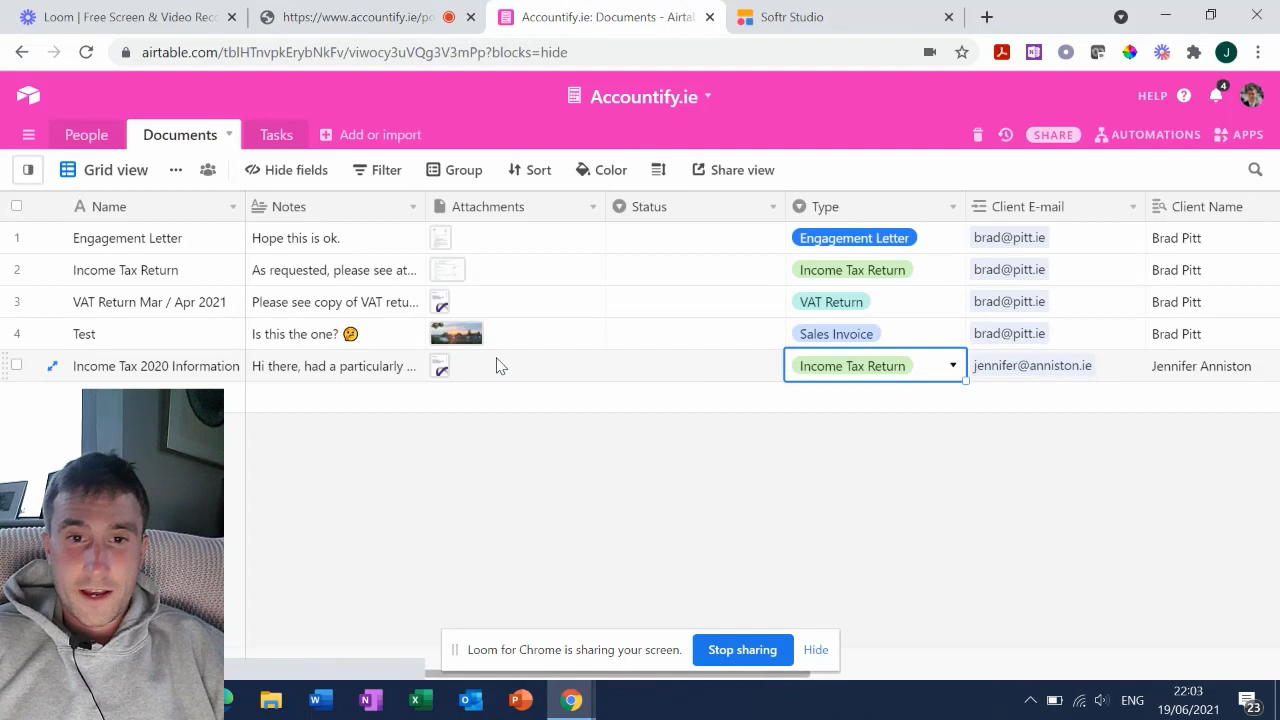 oom | Free Screen & Video Rec
https://www.accountify.ie/po
Accountify.ie: Documents - Airtabl
Softr Studio
airtable.com/tblHTnvpkErvbNkFv/viwocy3uVQg3V3mPp?blocks=hide
J
Accountify.ie
HELP
4
People
Documents
Tasks
Add or import
SHARE
AUTOMATIONS
APPS
Grid view
Hide fields
Filter
Group
Sort
Color
Share view
Name Notes Attachments Status Type Client E-mail Client Name
1 Engagement Letter Hope this is ok. Engagement Letter brad@pitt.ie Brad Pitt
2 Income Tax Return As requested, please see at... Income Tax Return brad@pitt.ie Brad Pitt
3 VAT Return Mar / Apr 2021 Please see copy of VAT retu... VAT Return brad@pitt.ie Brad Pitt
4 Test Is this the one? 🤔 Sales Invoice brad@pitt.ie Brad Pitt
Income Tax 2020 Information Hi there, had a particularly ... Income Tax Return jennifer@anniston.ie Jennifer Anniston
Loom for Chrome is sharing your screen.
Stop sharing
Hide
ENG
22:03
19/06/2021
23